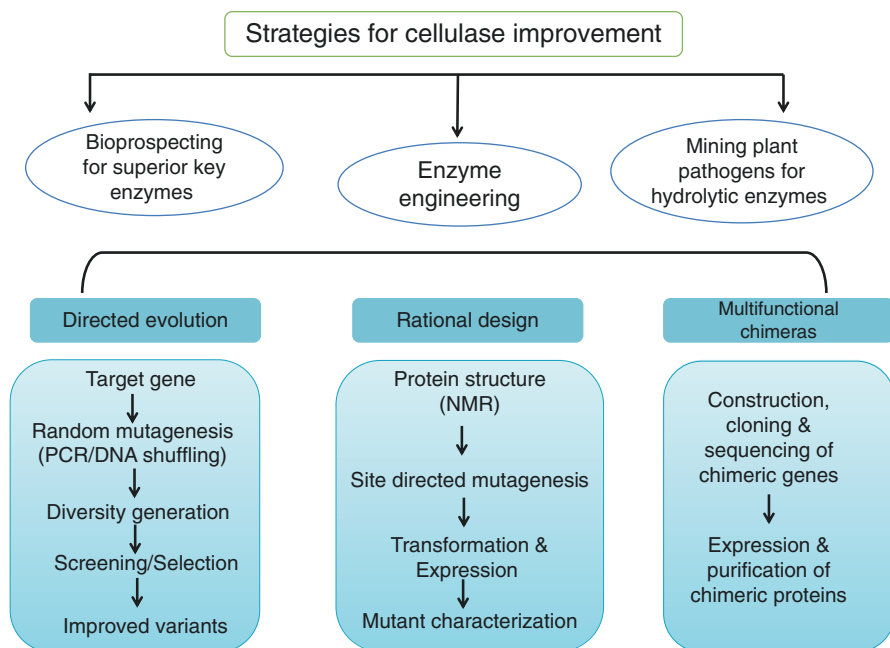 Strategies for cellulase improvement
Bioprospecting
for superior key
enzymes
Enzyme
engineering
Mining plant
pathogens for
hydrolytic enzymes
Directed evolution
Rational design
Multifunctional
chimeras
Target gene
Random mutagenesis
(PCR/DNA shuffling)
Diversity generation
Screening/Selection
Improved variants
Protein structure
(NMR)
Site directed mutagenesis
Transformation &
Expression
Mutant characterization
Construction,
cloning &
sequencing of
chimeric genes
Expression &
purification of
chimeric proteins